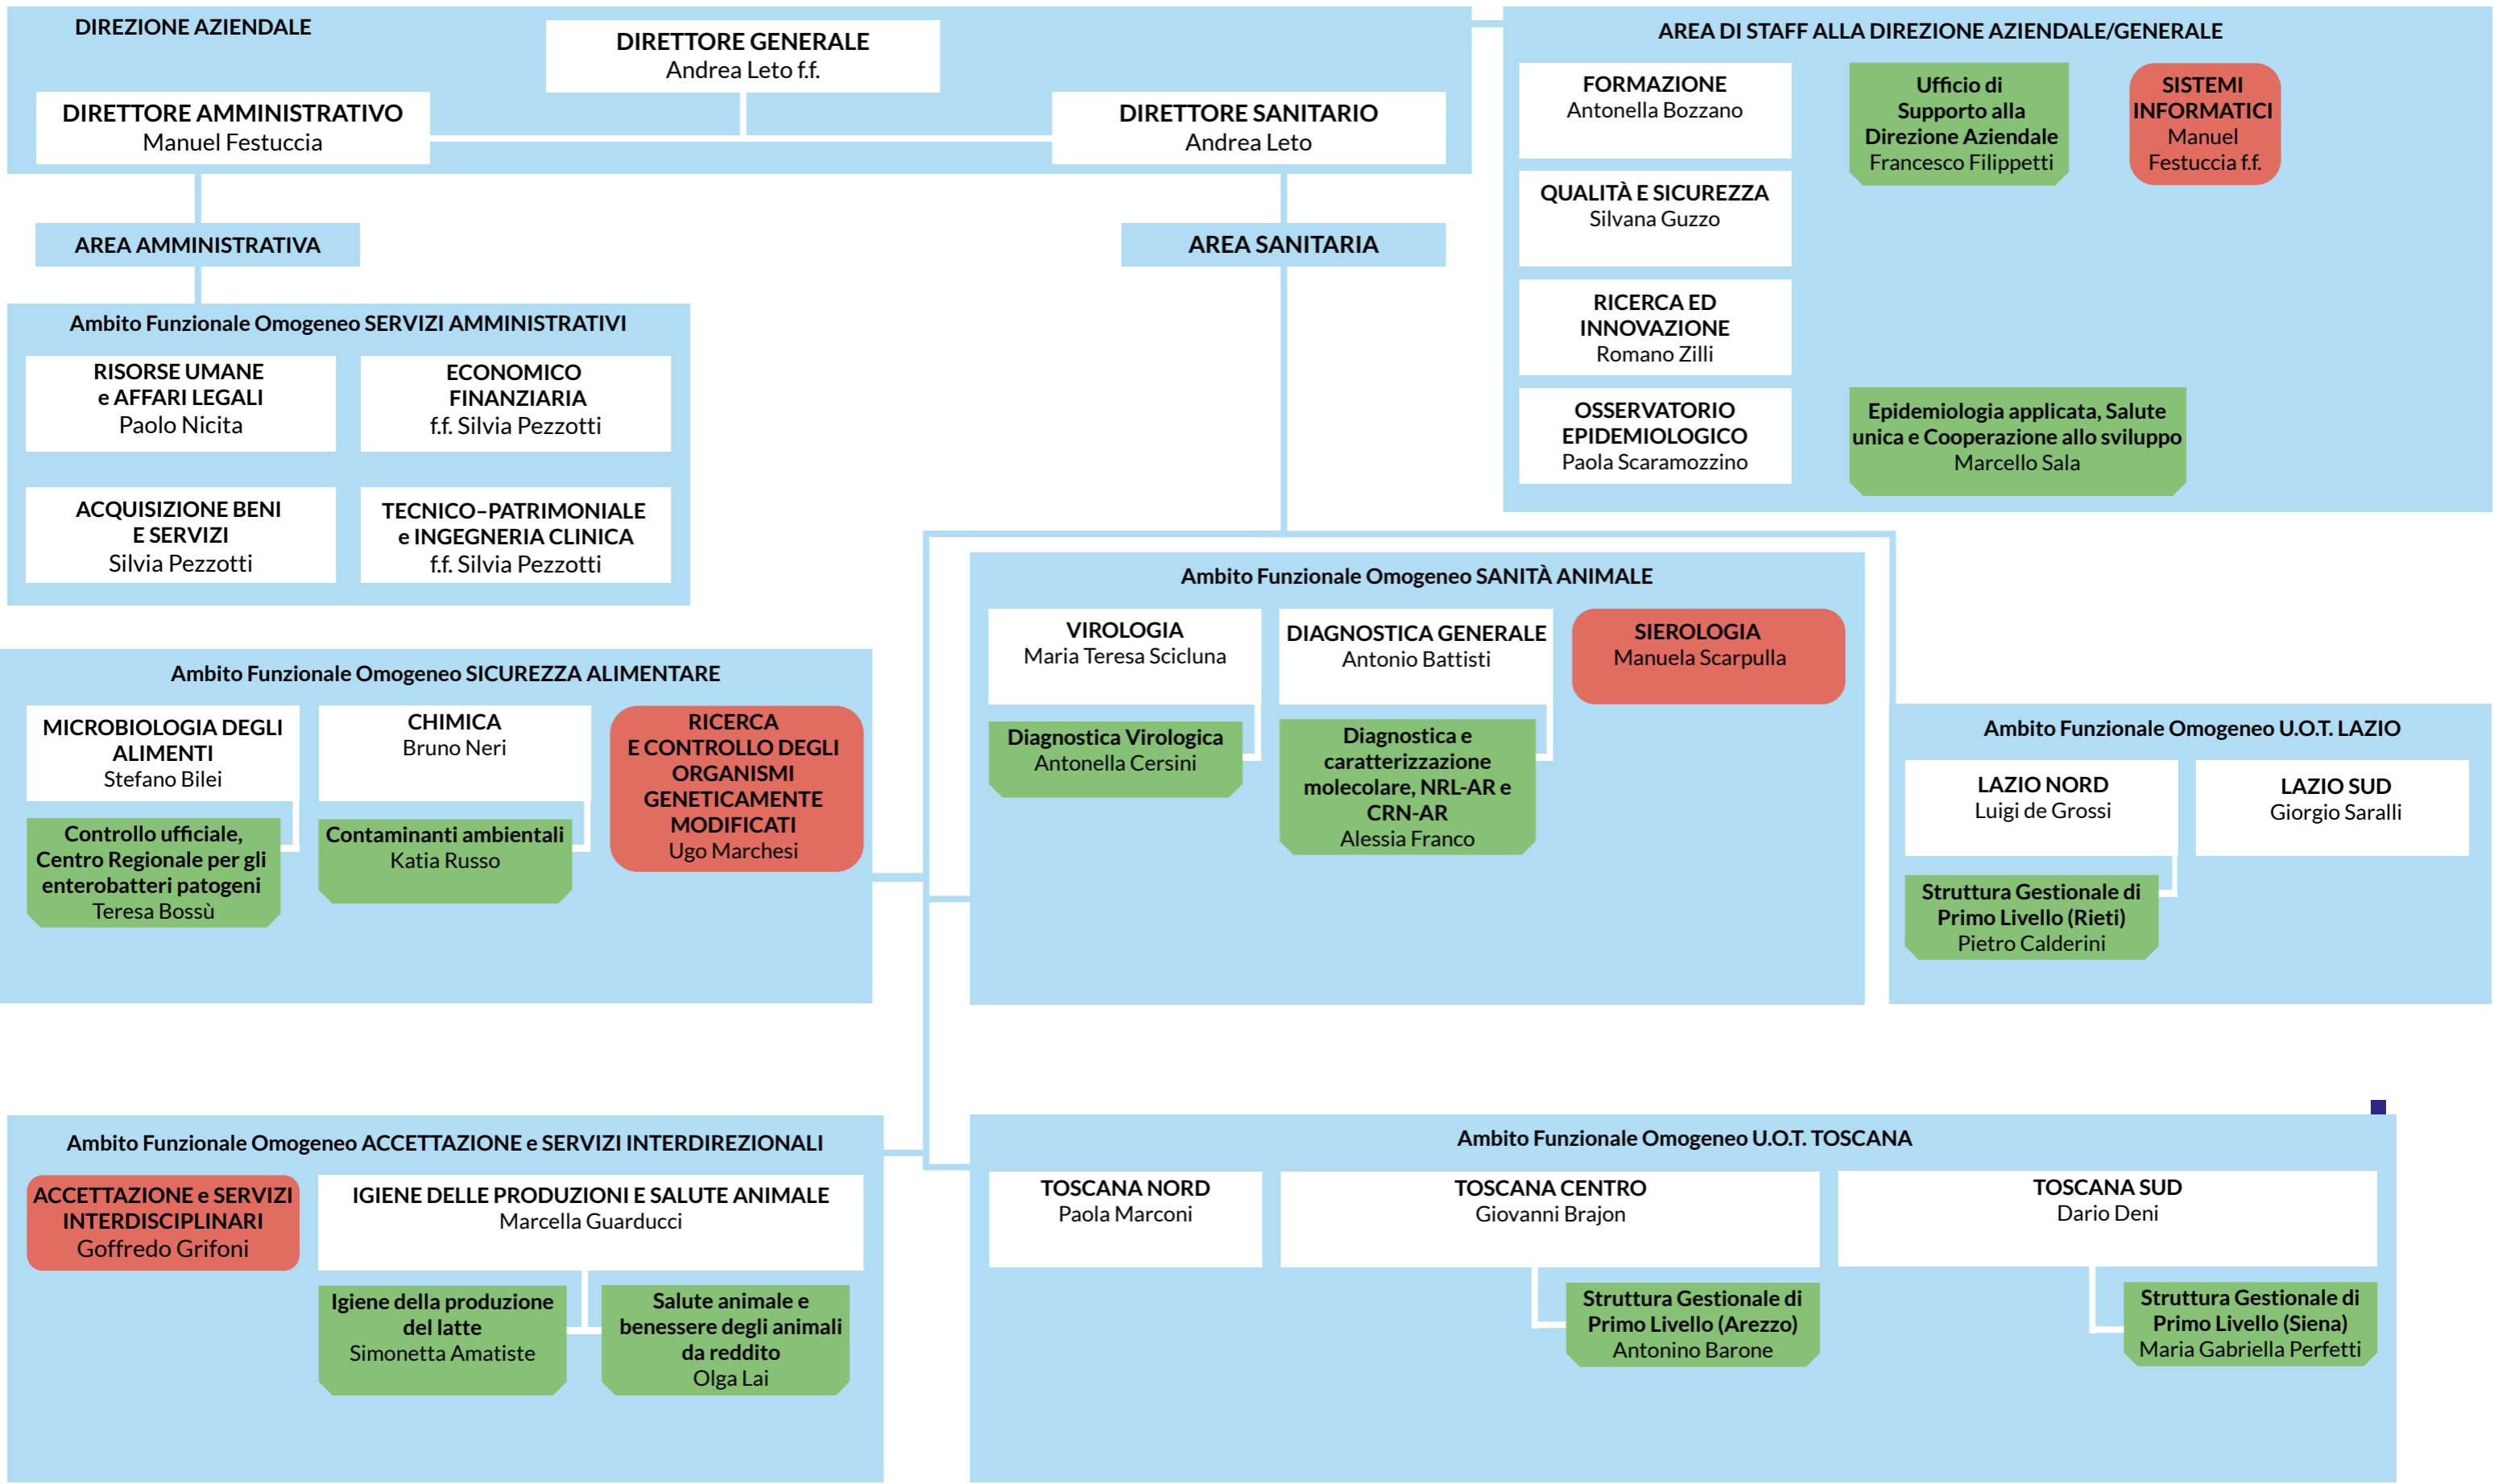 DIREZIONE AZIENDALE
DIRETTORE GENERALE
Andrea Leto f.f.
DIRETTORE AMMINISTRATIVO
Manuel Festuccia
DIRETTORE SANITARIO
Andrea Leto
AREA DI STAFF ALLA DIREZIONE AZIENDALE/GENERALE
FORMAZIONE
Antonella Bozzano
Ufficio di
Supporto alla
Direzione Aziendale
Francesco Filippetti
SISTEMI
INFORMATICI
Manuel
Festuccia f.f.
QUALITÀ E SICUREZZA
Silvana Guzzo
RICERCA ED
INNOVAZIONE
Romano Zilli
OSSERVATORIO
EPIDEMIOLOGICO
Paola Scaramozzino
Epidemiologia applicata, Salute
unica e Cooperazione allo sviluppo
Marcello Sala
AREA AMMINISTRATIVA
AREA SANITARIA
Ambito Funzionale Omogeneo SERVIZI AMMINISTRATIVI
RISORSE UMANE
e AFFARI LEGALI
Paolo Nicita
ECONOMICO
FINANZIARIA
f.f. Silvia Pezzotti
ACQUISIZIONE BENI
E SERVIZI
Silvia Pezzotti
TECNICO–PATRIMONIALE
e INGEGNERIA CLINICA
f.f. Silvia Pezzotti
Ambito Funzionale Omogeneo SICUREZZA ALIMENTARE
MICROBIOLOGIA DEGLI
ALIMENTI
Stefano Bilei
Controllo ufficiale,
Centro Regionale per gli
enterobatteri patogeni
Teresa Bossù
CHIMICA
Bruno Neri
Contaminanti ambientali
Katia Russo
RICERCA
E CONTROLLO DEGLI
ORGANISMI
GENETICAMENTE
MODIFICATI
Ugo Marchesi
Ambito Funzionale Omogeneo SANITÀ ANIMALE
VIROLOGIA
Maria Teresa Scicluna
Diagnostica Virologica
Antonella Cersini
DIAGNOSTICA GENERALE
Antonio Battisti
Diagnostica e
caratterizzazione
molecolare, NRL-AR e
CRN-AR
Alessia Franco
SIEROLOGIA
Manuela Scarpulla
Ambito Funzionale Omogeneo U.O.T. LAZIO
LAZIO NORD
Luigi de Grossi
Struttura Gestionale di
Primo Livello (Rieti)
Pietro Calderini
LAZIO SUD
Giorgio Saralli
Ambito Funzionale Omogeneo ACCETTAZIONE e SERVIZI INTERDIREZIONALI
ACCETTAZIONE e SERVIZI
INTERDISCIPLINARI
Goffredo Grifoni
IGIENE DELLE PRODUZIONI E SALUTE ANIMALE
Marcella Guarducci
Igiene della produzione
del latte
Simonetta Amatiste
Salute animale e
benessere degli animali
da reddito
Olga Lai
Ambito Funzionale Omogeneo U.O.T. TOSCANA
TOSCANA NORD
Paola Marconi
TOSCANA CENTRO
Giovanni Brajon
Struttura Gestionale di
Primo Livello (Arezzo)
Antonino Barone
TOSCANA SUD
Dario Deni
Struttura Gestionale di
Primo Livello (Siena)
Maria Gabriella Perfetti